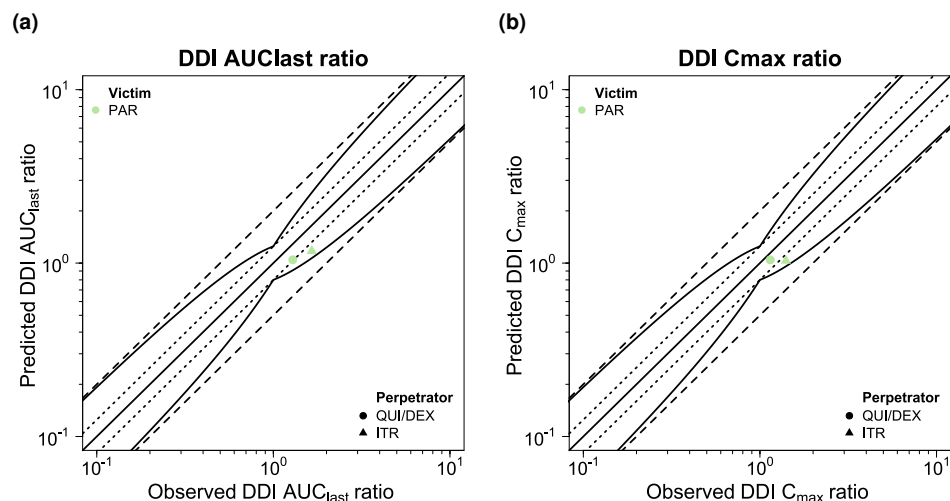 (a)
DDI AUClast ratio
Victim
PAR
Perpetrator
QUI/DEX
ITR
10¹
10⁰
10⁻¹
10⁻¹
10⁰
10¹
Predicted DDI AUClast ratio
Observed DDI AUClast ratio
(b)
DDI Cmax ratio
Victim
PAR
Perpetrator
QUI/DEX
ITR
10¹
10⁰
10⁻¹
10⁻¹
10⁰
10¹
Predicted DDI Cmax ratio
Observed DDI Cmax ratio